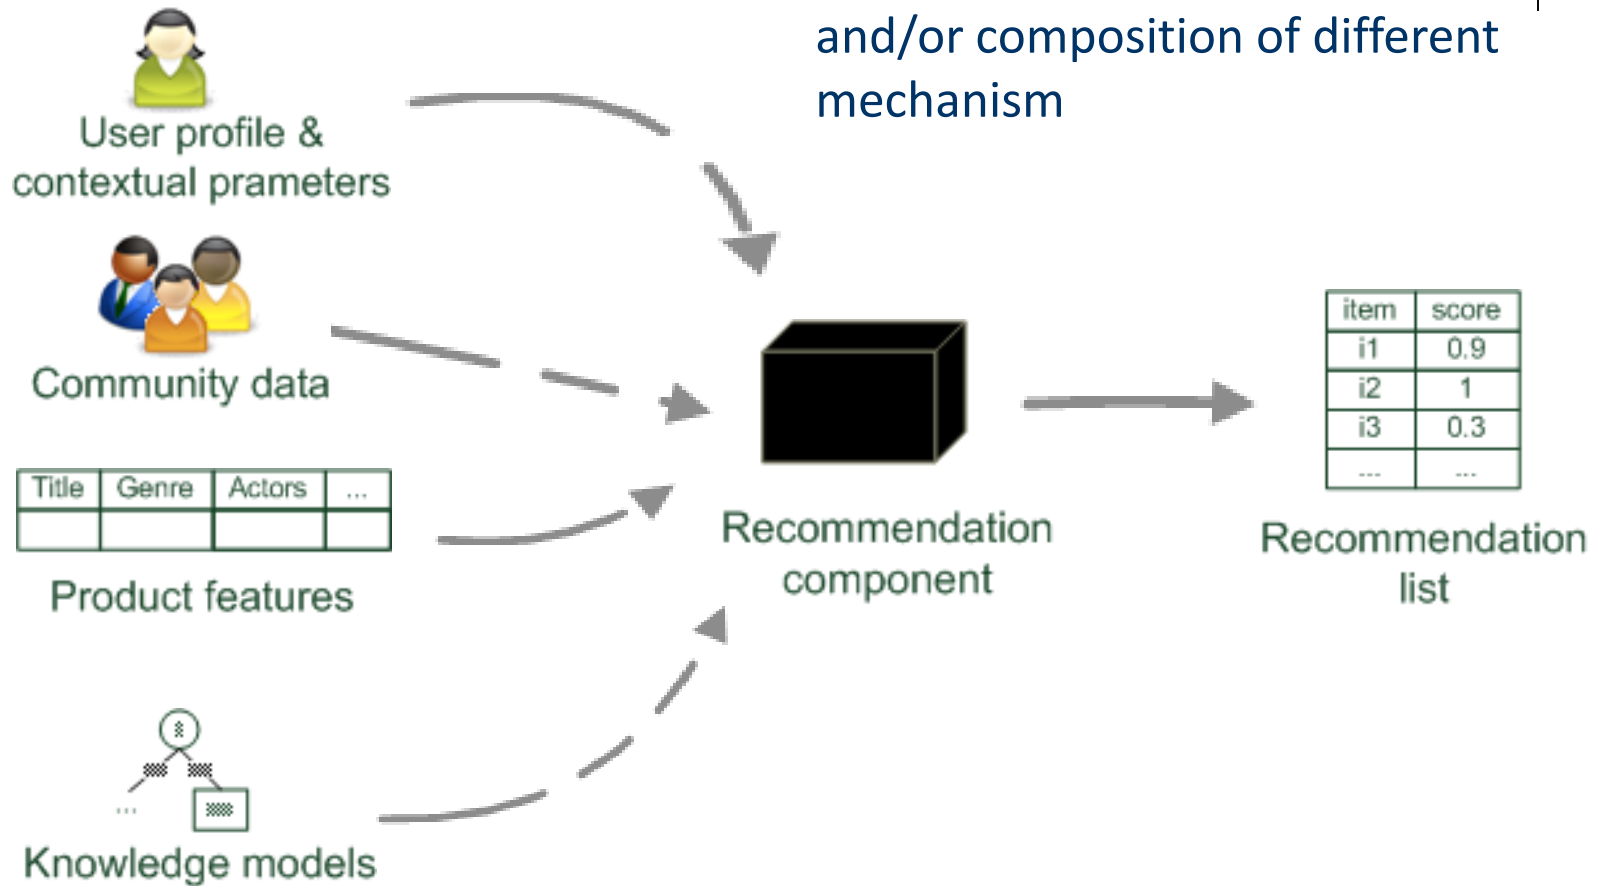 and/or composition of different
mechanism
User profile &
contextual prameters
Community data
Title Genre Actors ...
Product features
Knowledge models
...
Recommendation
component
item score
i1 0.9
i2 1
i3 0.3
... ...
Recommendation
list